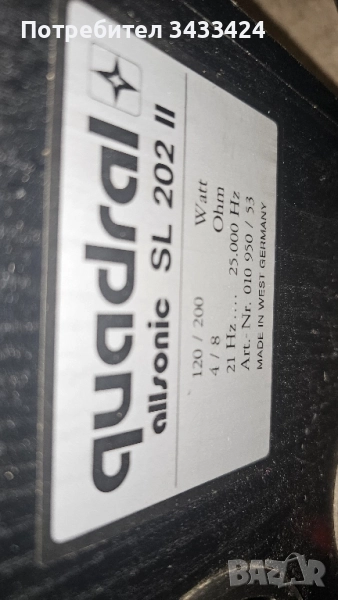 Потребител 3433424
quadral
allsonic SL 202 II
120 / 200 Watt
4 / 8 Ohm
21 Hz.... 25.000 Hz
Art.- Nr. 010 950 / 53
MADE IN WEST GERMANY
BAZAR